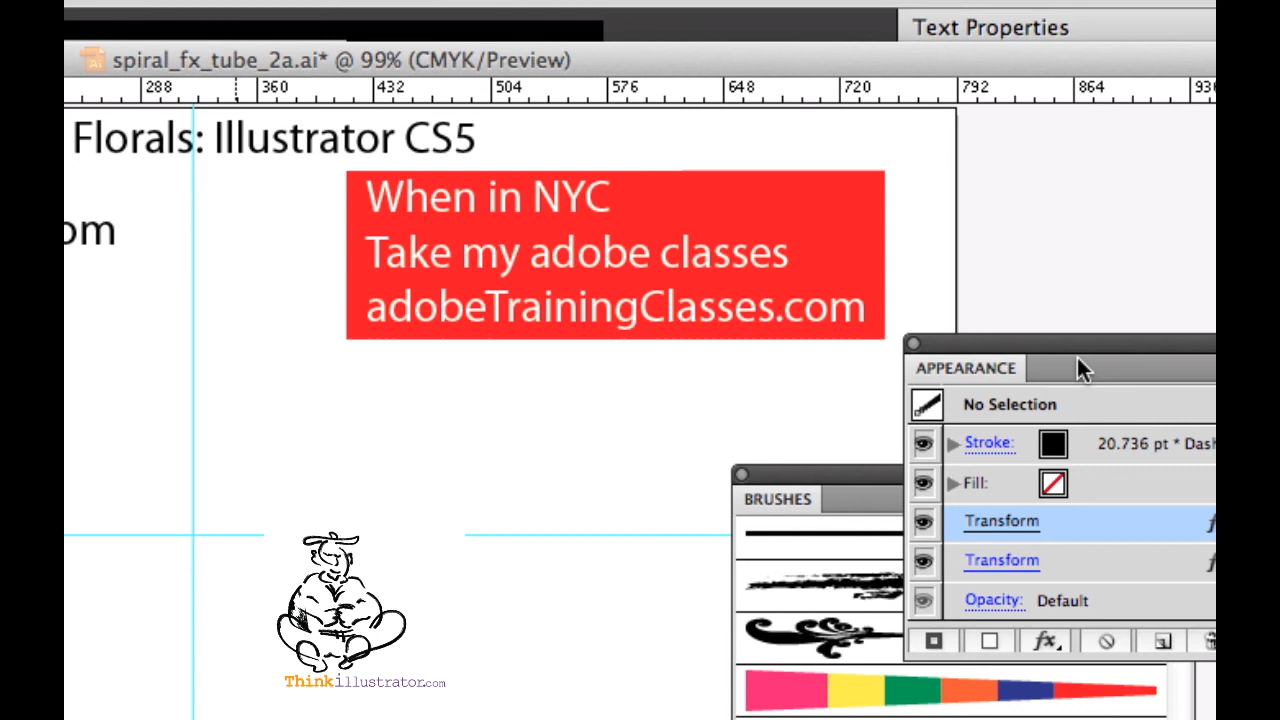 Text Properties
spiral_fx_tube_2a.ai* @ 99% (CMYK/Preview)
288 360 432 504 576 648 720 792 864 936
Florals: Illustrator CS5
When in NYC
om
Take my adobe classes
adobeTrainingClasses.com
APPEARANCE
No Selection
Stroke: 20.736 pt * Dash
BRUSHES
Fill:
Transform
Transform
Opacity: Default
fx
Thinkillustrator.com